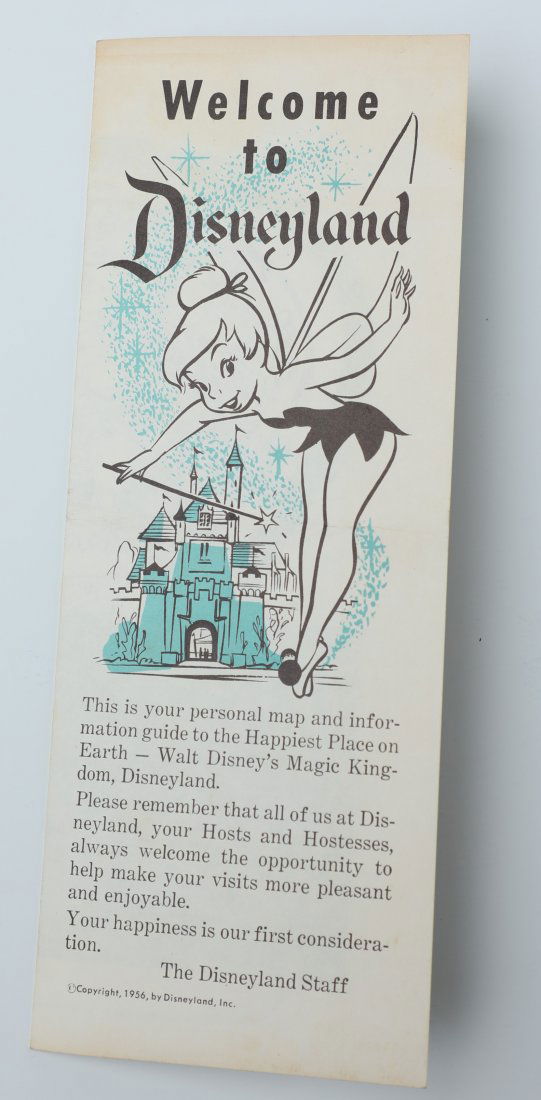 Welcome
to
Disneyland
This is your personal map and infor-
mation guide to the Happiest Place on
Earth — Walt Disney's Magic King-
dom, Disneyland.
Please remember that all of us at Dis-
neyland, your Hosts and Hostesses,
always welcome the opportunity to
help make your visits more pleasant
and enjoyable.
Your happiness is our first considera-
tion.
The Disneyland Staff
©Copyright, 1956, by Disneyland, Inc.